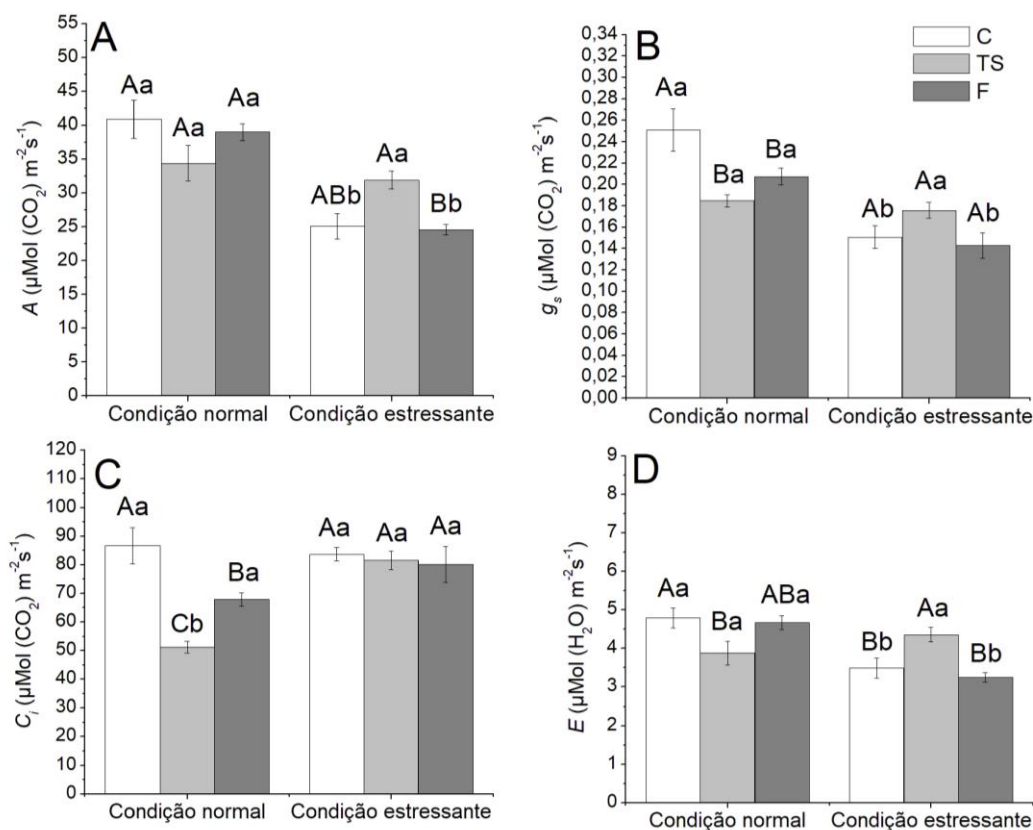 A
55
50
45
40
35
30
25
20
15
10
5
0
A (µMol (CO₂) m⁻²s⁻¹)
Aa
Aa
Aa
ABb
Aa
Bb
Condição normal
Condição estressante
B
0,34
0,32
0,30
0,28
0,26
0,24
0,22
0,20
0,18
0,16
0,14
0,12
0,10
0,08
0,06
0,04
0,02
0,00
gₛ (µMol (CO₂) m⁻²s⁻¹)
C
TS
F
Aa
Ba
Ba
Ab
Aa
Ab
Condição normal
Condição estressante
C
120
110
100
90
80
70
60
50
40
30
20
10
0
Cᵢ (µMol (CO₂) m⁻²s⁻¹)
Aa
Cb
Ba
Aa
Aa
Aa
Condição normal
Condição estressante
D
9
8
7
6
5
4
3
2
1
0
E (µMol (H₂O) m⁻²s⁻¹)
Aa
Ba
ABa
Bb
Aa
Bb
Condição normal
Condição estressante